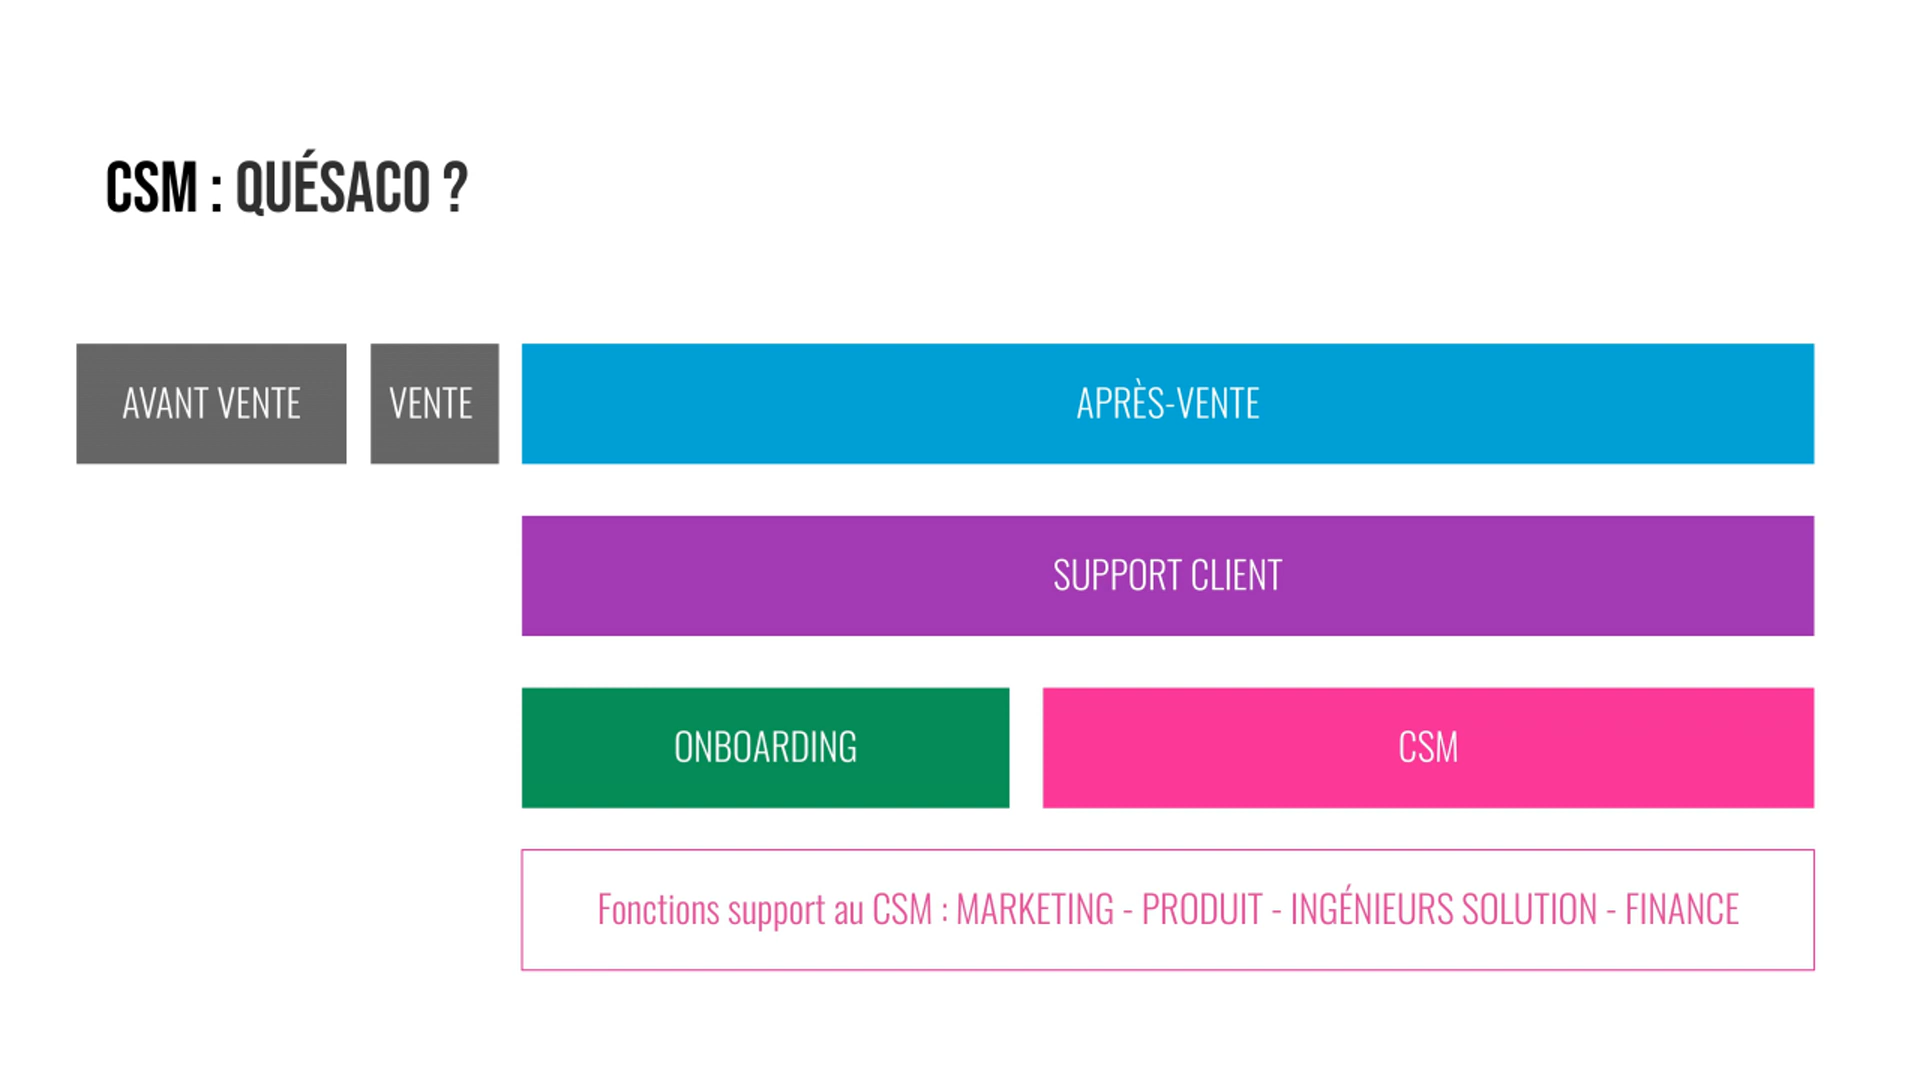 CSM : QUÉSACO ?
AVANT VENTE
VENTE
APRÈS-VENTE
SUPPORT CLIENT
ONBOARDING
CSM
Fonctions support au CSM : MARKETING - PRODUIT - INGÉNIEURS SOLUTION - FINANCE